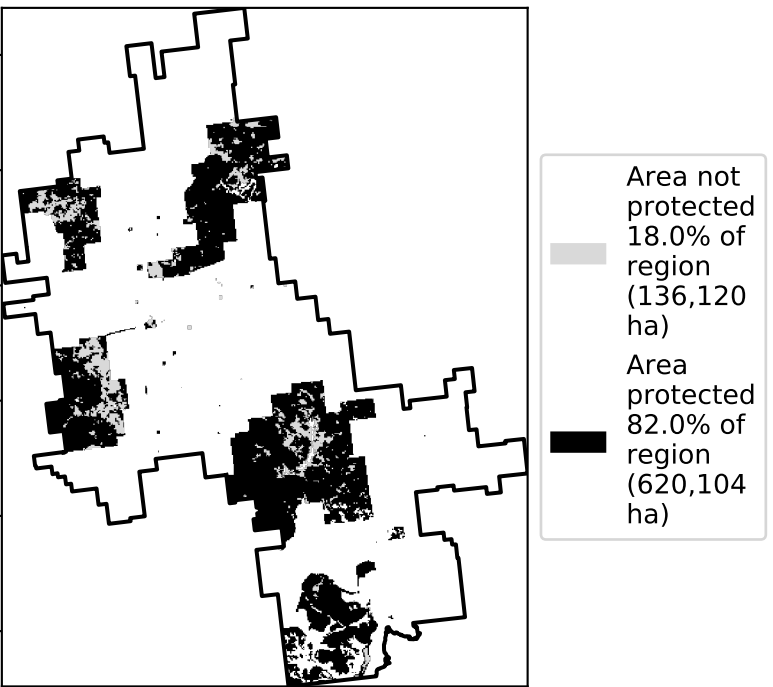 Area not
protected
18.0% of
region
(136,120
ha)
Area
protected
82.0% of
region
(620,104
ha)